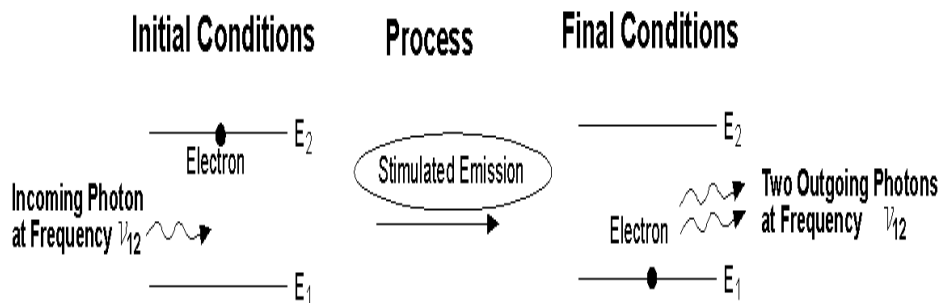 Initial Conditions
Process
Final Conditions
E₂
Electron
Incoming Photon
at Frequency 𝜈₁₂
E₁
Stimulated Emission
E₂
Two Outgoing Photons
at Frequency 𝜈₁₂
Electron
E₁